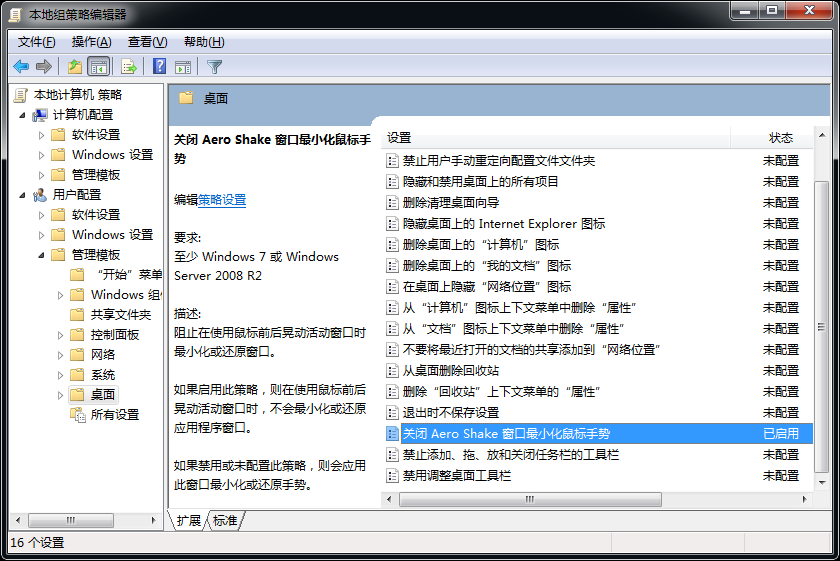 本地组策略编辑器
文件(F) 操作(A) 查看(V) 帮助(H)
本地计算机 策略
计算机配置
软件设置
Windows 设置
管理模板
用户配置
软件设置
Windows 设置
管理模板
“开始”菜单
Windows 组件
共享文件夹
控制面板
网络
系统
桌面
所有设置
桌面
关闭 Aero Shake 窗口最小化鼠标手
势
编辑策略设置
要求:
至少 Windows 7 或 Windows
Server 2008 R2
描述:
阻止在使用鼠标前后晃动活动窗口时
最小化或还原窗口。
如果启用此策略，则在使用鼠标前后
晃动活动窗口时，不会最小化或还原
应用程序窗口。
如果禁用或未配置此策略，则会应用
此窗口最小化或还原手势。
设置 状态
禁止用户手动重定向配置文件文件夹 未配置
隐藏和禁用桌面上的所有项目 未配置
删除清理桌面向导 未配置
隐藏桌面上的 Internet Explorer 图标 未配置
删除桌面上的“计算机”图标 未配置
删除桌面上的“我的文档”图标 未配置
在桌面上隐藏“网络位置”图标 未配置
从“计算机”图标上下文菜单中删除“属性” 未配置
从“文档”图标上下文菜单中删除“属性” 未配置
不要将最近打开的文档的共享添加到“网络位置” 未配置
从桌面删除回收站 未配置
删除“回收站”上下文菜单的“属性” 未配置
退出时不保存设置 未配置
关闭 Aero Shake 窗口最小化鼠标手势 已启用
禁止添加、拖、放和关闭任务栏的工具栏 未配置
禁用调整桌面工具栏 未配置
扩展 标准
16 个设置